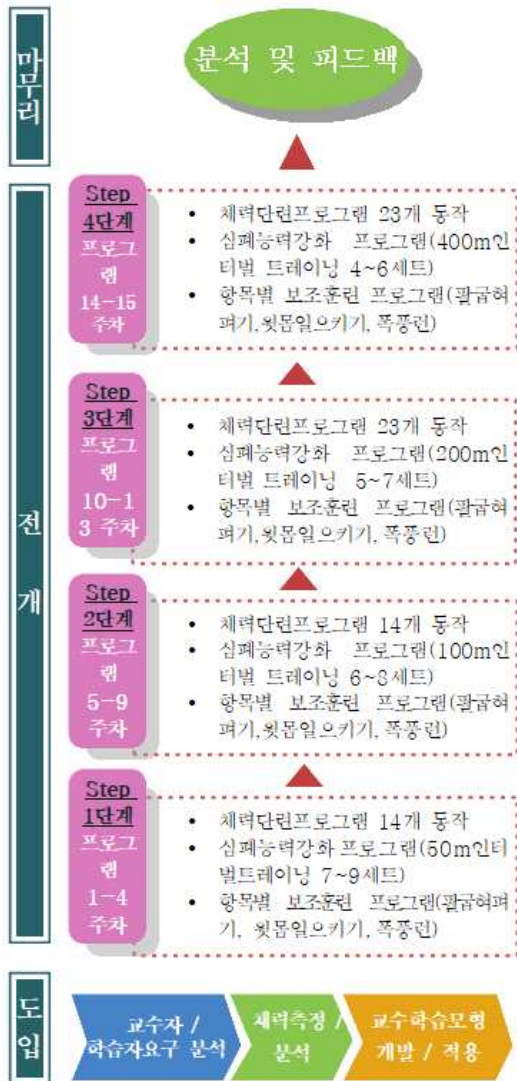 마무리
분석 및 피드백
전개
Step
4단계
프로그
램
14-15
주차
• 체력단련프로그램 23개 동작
• 심폐능력강화 프로그램(400m인
터벌 트레이닝 4~6세트)
• 항목별 보조훈련 프로그램(팔굽혀
펴기,윗몸일으키기, 폭풍런)
Step
3단계
프로그
램
10-1
3 주차
• 체력단련프로그램 23개 동작
• 심폐능력강화 프로그램(200m인
터벌 트레이닝 5~7세트)
• 항목별 보조훈련 프로그램(팔굽혀
펴기,윗몸일으키기, 폭풍런)
Step
2단계
프로그
램
5-9
주차
• 체력단련프로그램 14개 동작
• 심폐능력강화 프로그램(100m인
터벌 트레이닝 6~8세트)
• 항목별 보조훈련 프로그램(팔굽혀
펴기,윗몸일으키기, 폭풍런)
Step
1단계
프로그
램
1-4
주차
• 체력단련프로그램 14개 동작
• 심폐능력강화 프로그램(50m인터
벌트레이닝 7~9세트)
• 항목별 보조훈련 프로그램(팔굽혀펴
기, 윗몸일으키기, 폭풍런)
도입
교수자 /
학습자요구 분석
체력측정 /
분석
교수학습모형
개발 / 적용